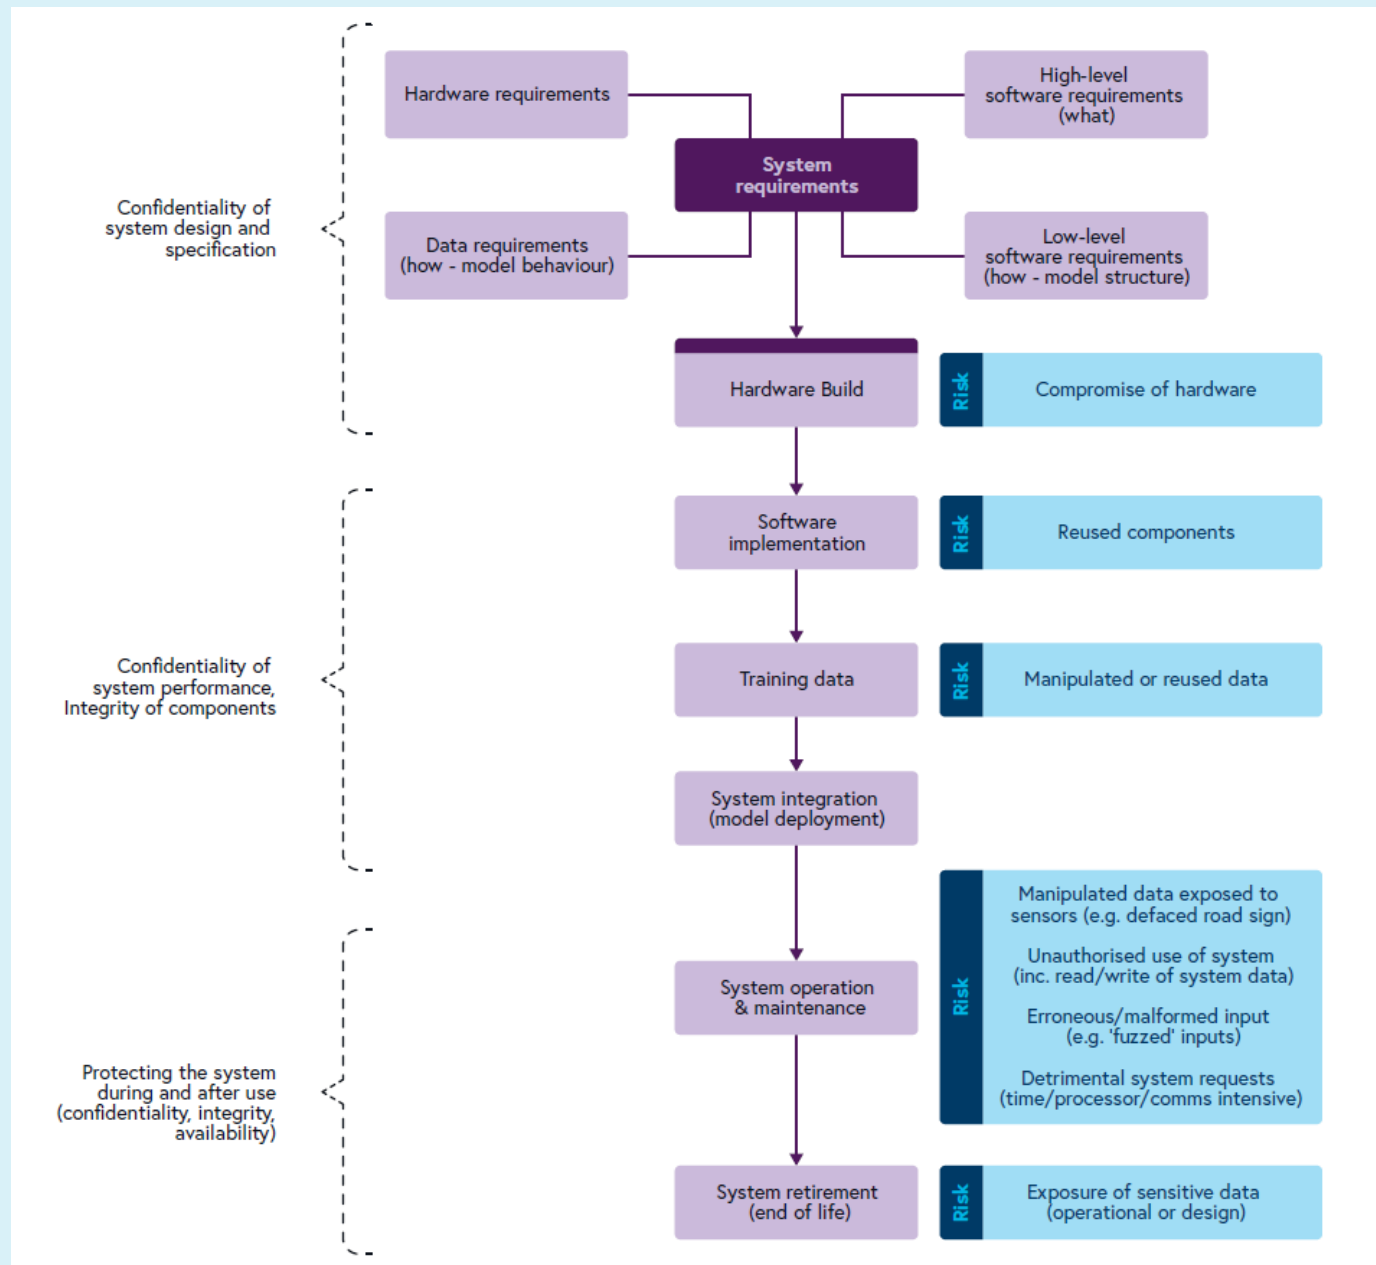 Hardware requirements
High-level
software requirements
(what)
System
requirements
Confidentiality of
system design and
specification
Data requirements
(how - model behaviour)
Low-level
software requirements
(how - model structure)
Hardware Build
Risk
Compromise of hardware
Software
implementation
Risk
Reused components
Confidentiality of
system performance,
Integrity of components
Training data
Risk
Manipulated or reused data
System integration
(model deployment)
System operation
& maintenance
Risk
Manipulated data exposed to
sensors (e.g. defaced road sign)
Unauthorised use of system
(inc. read/write of system data)
Erroneous/malformed input
(e.g. 'fuzzed' inputs)
Detrimental system requests
(time/processor/comms intensive)
Protecting the system
during and after use
(confidentiality, integrity,
availability)
System retirement
(end of life)
Risk
Exposure of sensitive data
(operational or design)